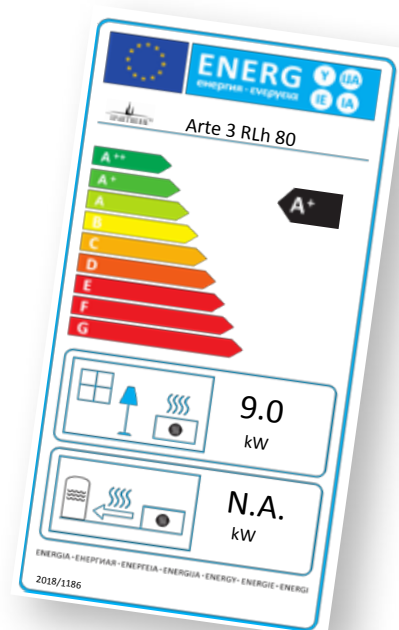 ENERG
енергия · ενεργεια
Y
IJA
IE
IA
SPARTHERM
Arte 3 RLh 80
A++
A+
A
B
C
D
E
F
G
A+
9.0
kW
N.A.
kW
ENERGIA · ЕНЕРГИЯ · ΕΝΕΡΓΕΙΑ · ENERGIJA · ENERGY · ENERGIE · ENERGI
2018/1186